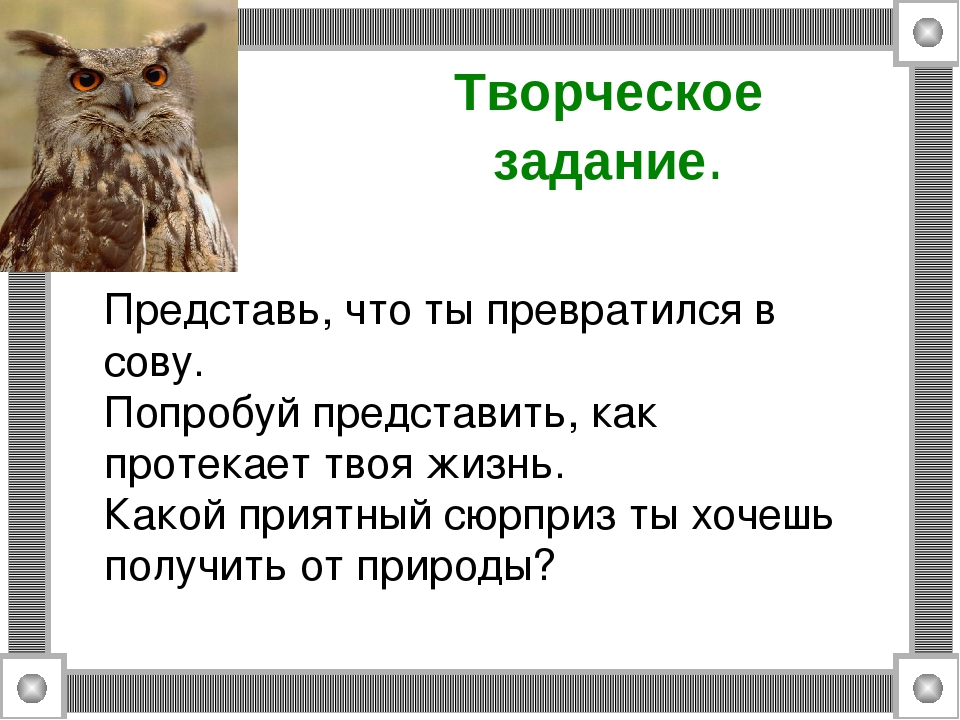 Творческое
задание.
Представь, что ты превратился в
сову.
Попробуй представить, как
протекает твоя жизнь.
Какой приятный сюрприз ты хочешь
получить от природы?